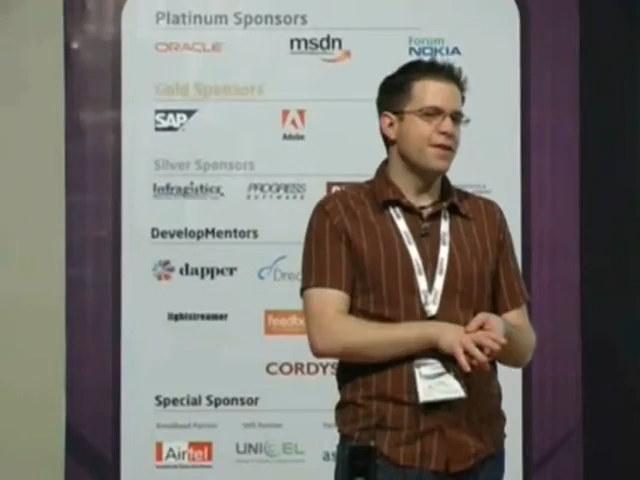 Platinum Sponsors
ORACLE
msdn
Forum
NOKIA
Gold Sponsors
SAP
Adobe
Silver Sponsors
Infragistics
PROGRESS
SOFTWARE
DevelopMentors
dapper
lightstreamer
CORDYS
Special Sponsor
Airtel